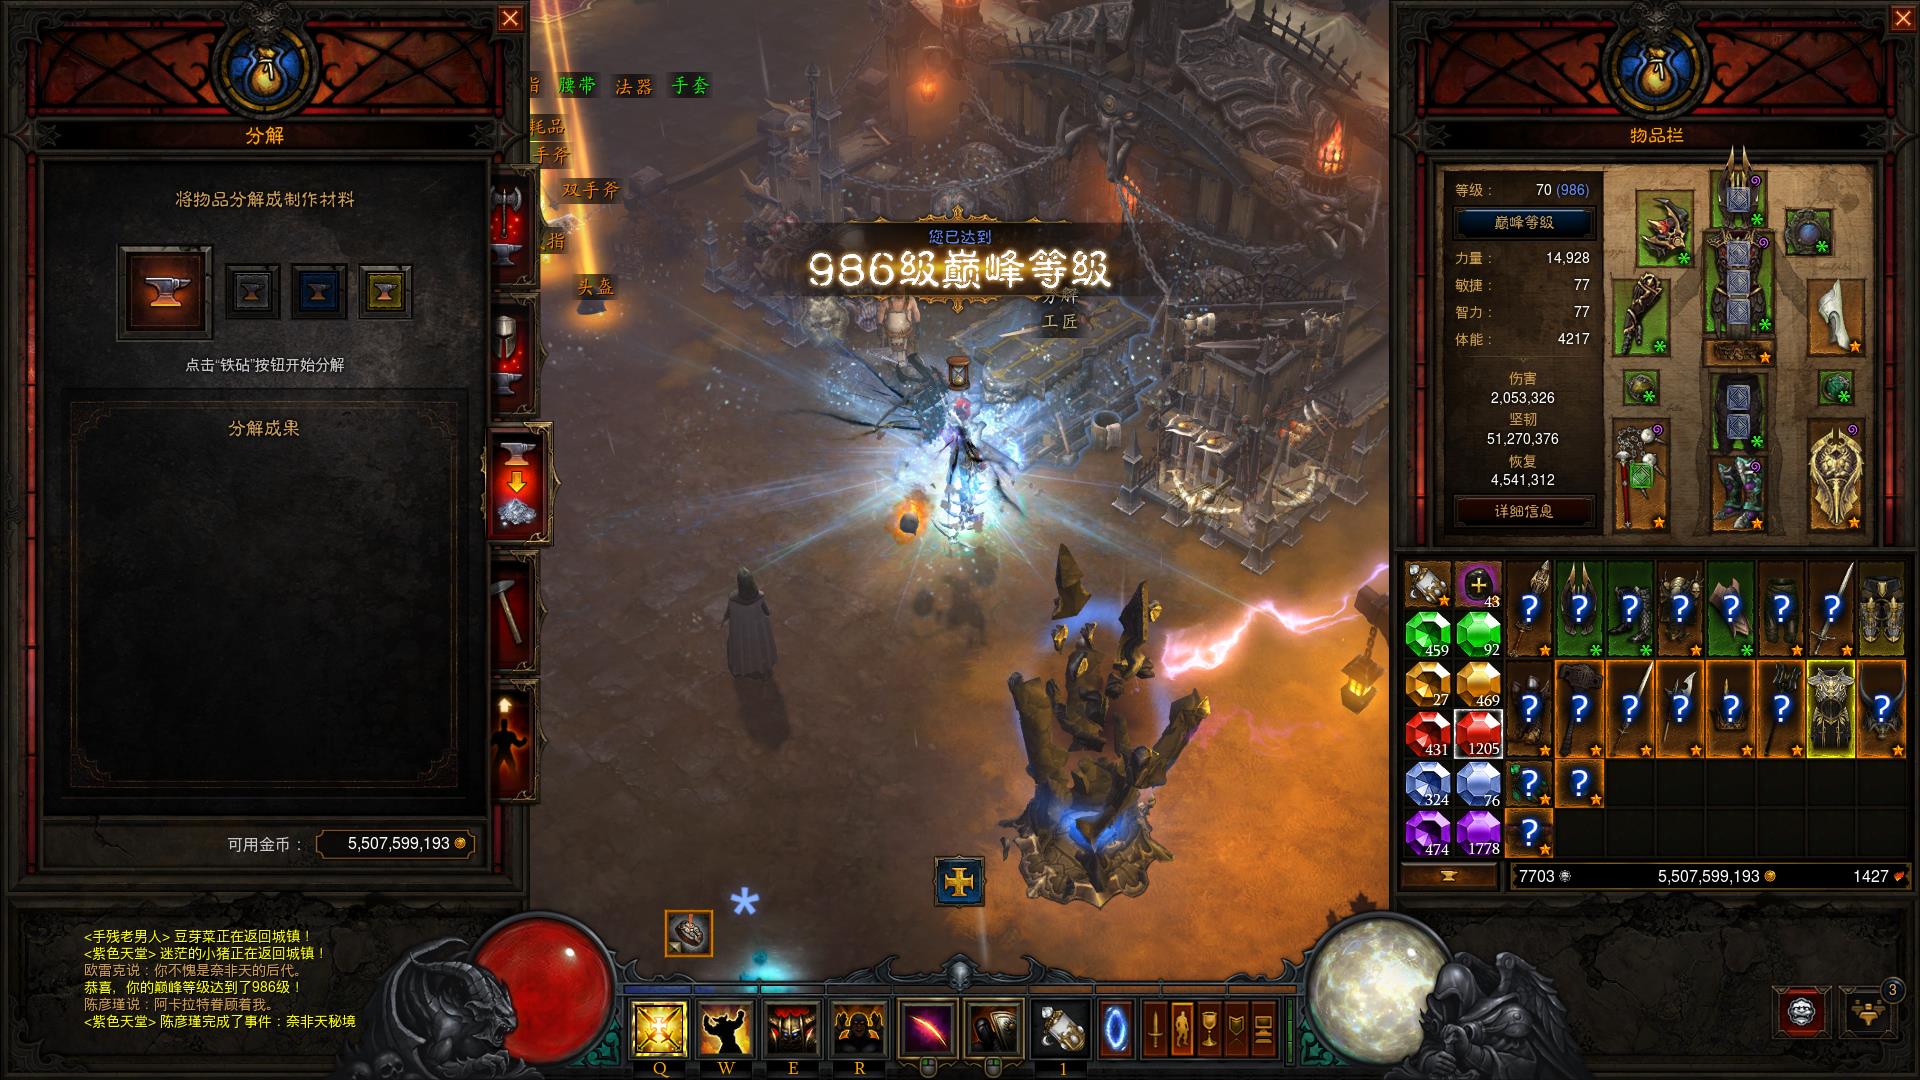 分解
将物品分解成制作材料
点击“铁砧”按钮开始分解
分解成果
可用金币：
5,507,599,193
指
腰带
法器
手套
耗品
手斧
双手斧
指
头盔
您已达到
986级巅峰等级
分解
工匠
物品栏
等级：
70 (986)
巅峰等级
力量：
14,928
敏捷：
77
智力：
77
体能：
4217
伤害
2,053,326
坚韧
51,270,376
恢复
4,541,312
详细信息
43
459
92
27
469
431
1205
324
76
474
1778
? ? ? ? ? ? ?
? ? ? ? ? ? ?
? ?
?
7703
5,507,599,193
1427
<手残老男人> 豆芽菜正在返回城镇！
<紫色天堂> 迷茫的小猪正在返回城镇！
欧雷克说：你不愧是奈非天的后代。
恭喜，你的巅峰等级达到了986级！
陈彦瑾说：阿卡拉特眷顾着我。
<紫色天堂> 陈彦瑾完成了事件：奈非天秘境
Q
W
E
R
1
3